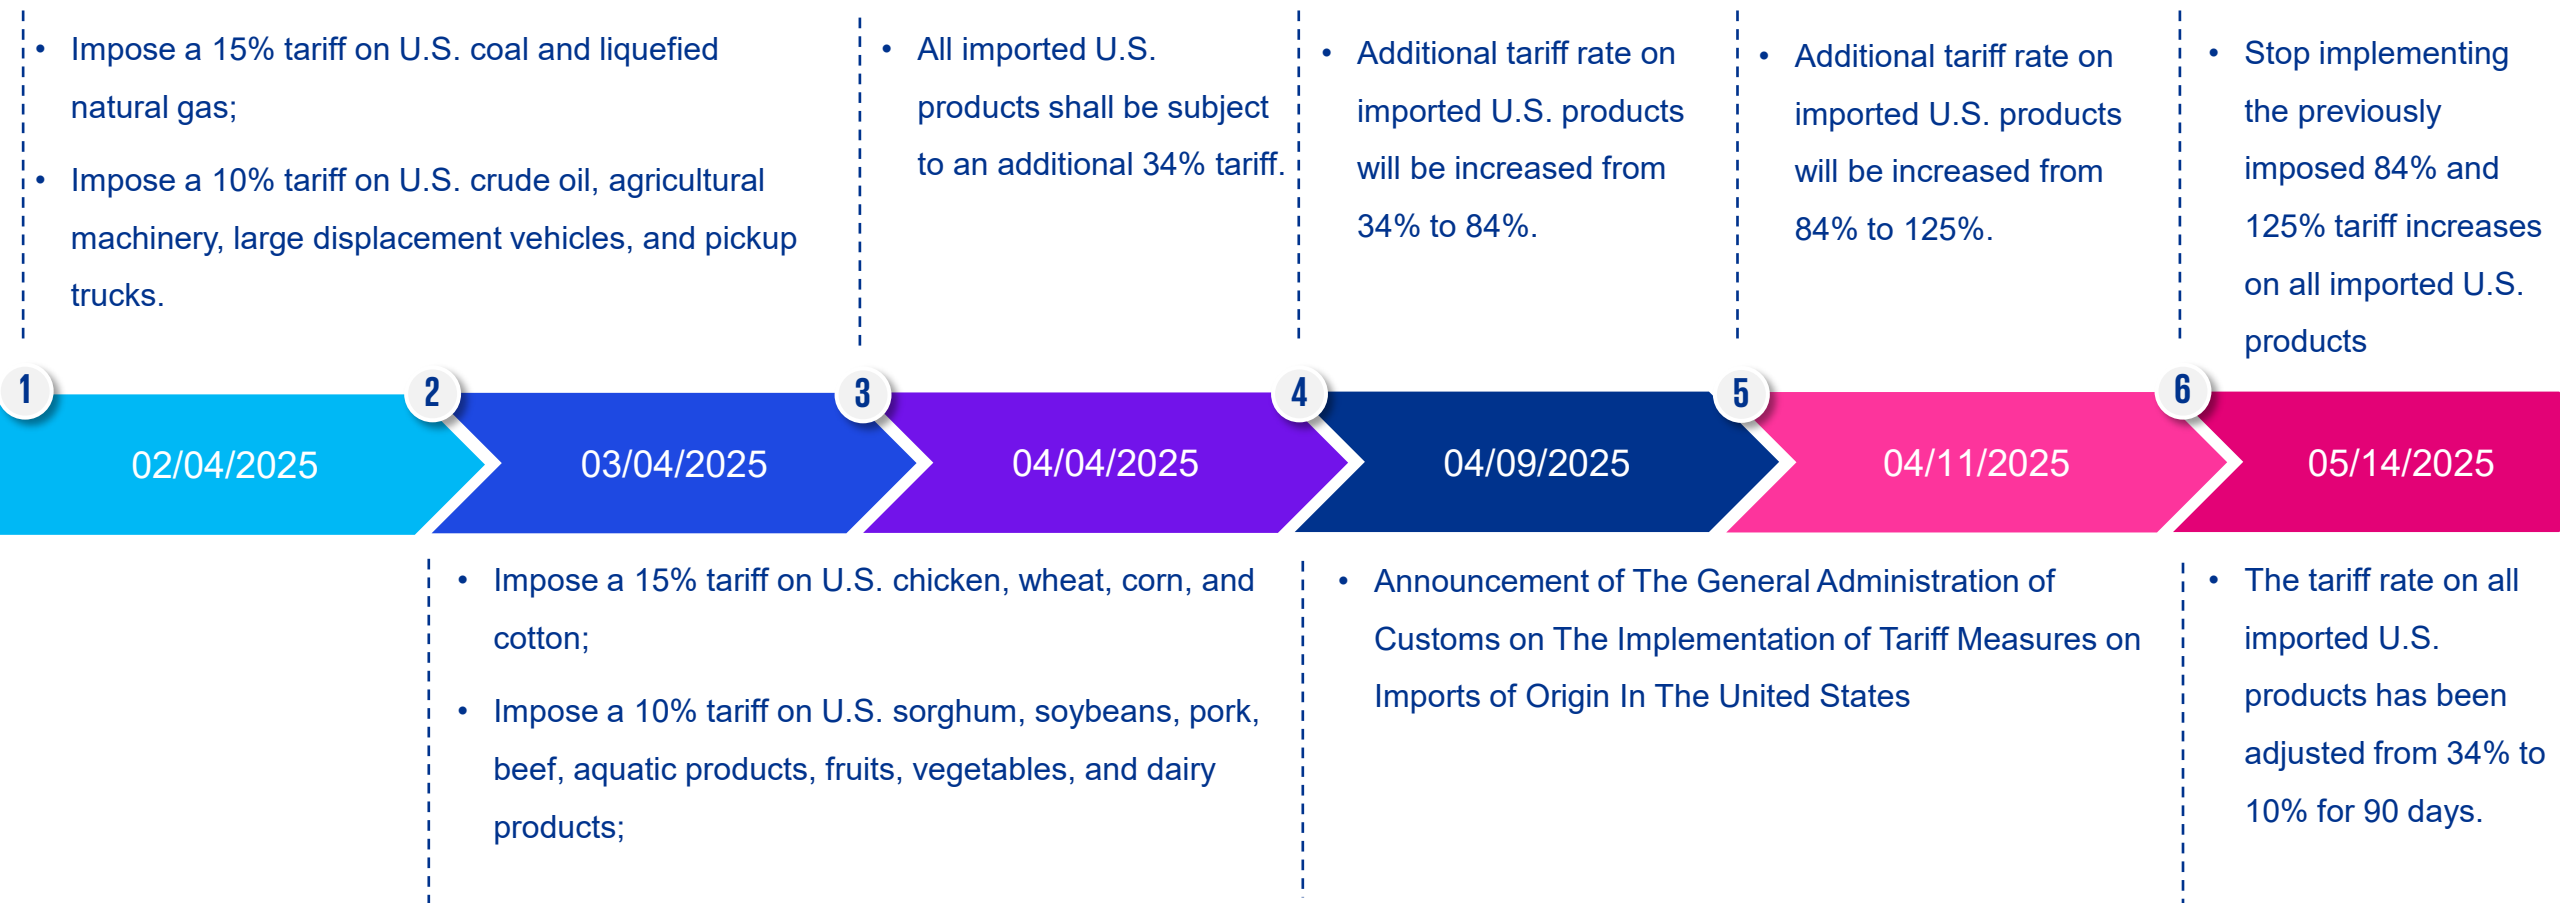 • Impose a 15% tariff on U.S. coal and liquefied
natural gas;
• Impose a 10% tariff on U.S. crude oil, agricultural
machinery, large displacement vehicles, and pickup
trucks.
• All imported U.S.
products shall be subject
to an additional 34% tariff.
• Additional tariff rate on
imported U.S. products
will be increased from
34% to 84%.
• Additional tariff rate on
imported U.S. products
will be increased from
84% to 125%.
• Stop implementing
the previously
imposed 84% and
125% tariff increases
on all imported U.S.
products
1
2
3
4
5
6
02/04/2025
03/04/2025
04/04/2025
04/09/2025
04/11/2025
05/14/2025
• Impose a 15% tariff on U.S. chicken, wheat, corn, and
cotton;
• Impose a 10% tariff on U.S. sorghum, soybeans, pork,
beef, aquatic products, fruits, vegetables, and dairy
products;
• Announcement of The General Administration of
Customs on The Implementation of Tariff Measures on
Imports of Origin In The United States
• The tariff rate on all
imported U.S.
products has been
adjusted from 34% to
10% for 90 days.